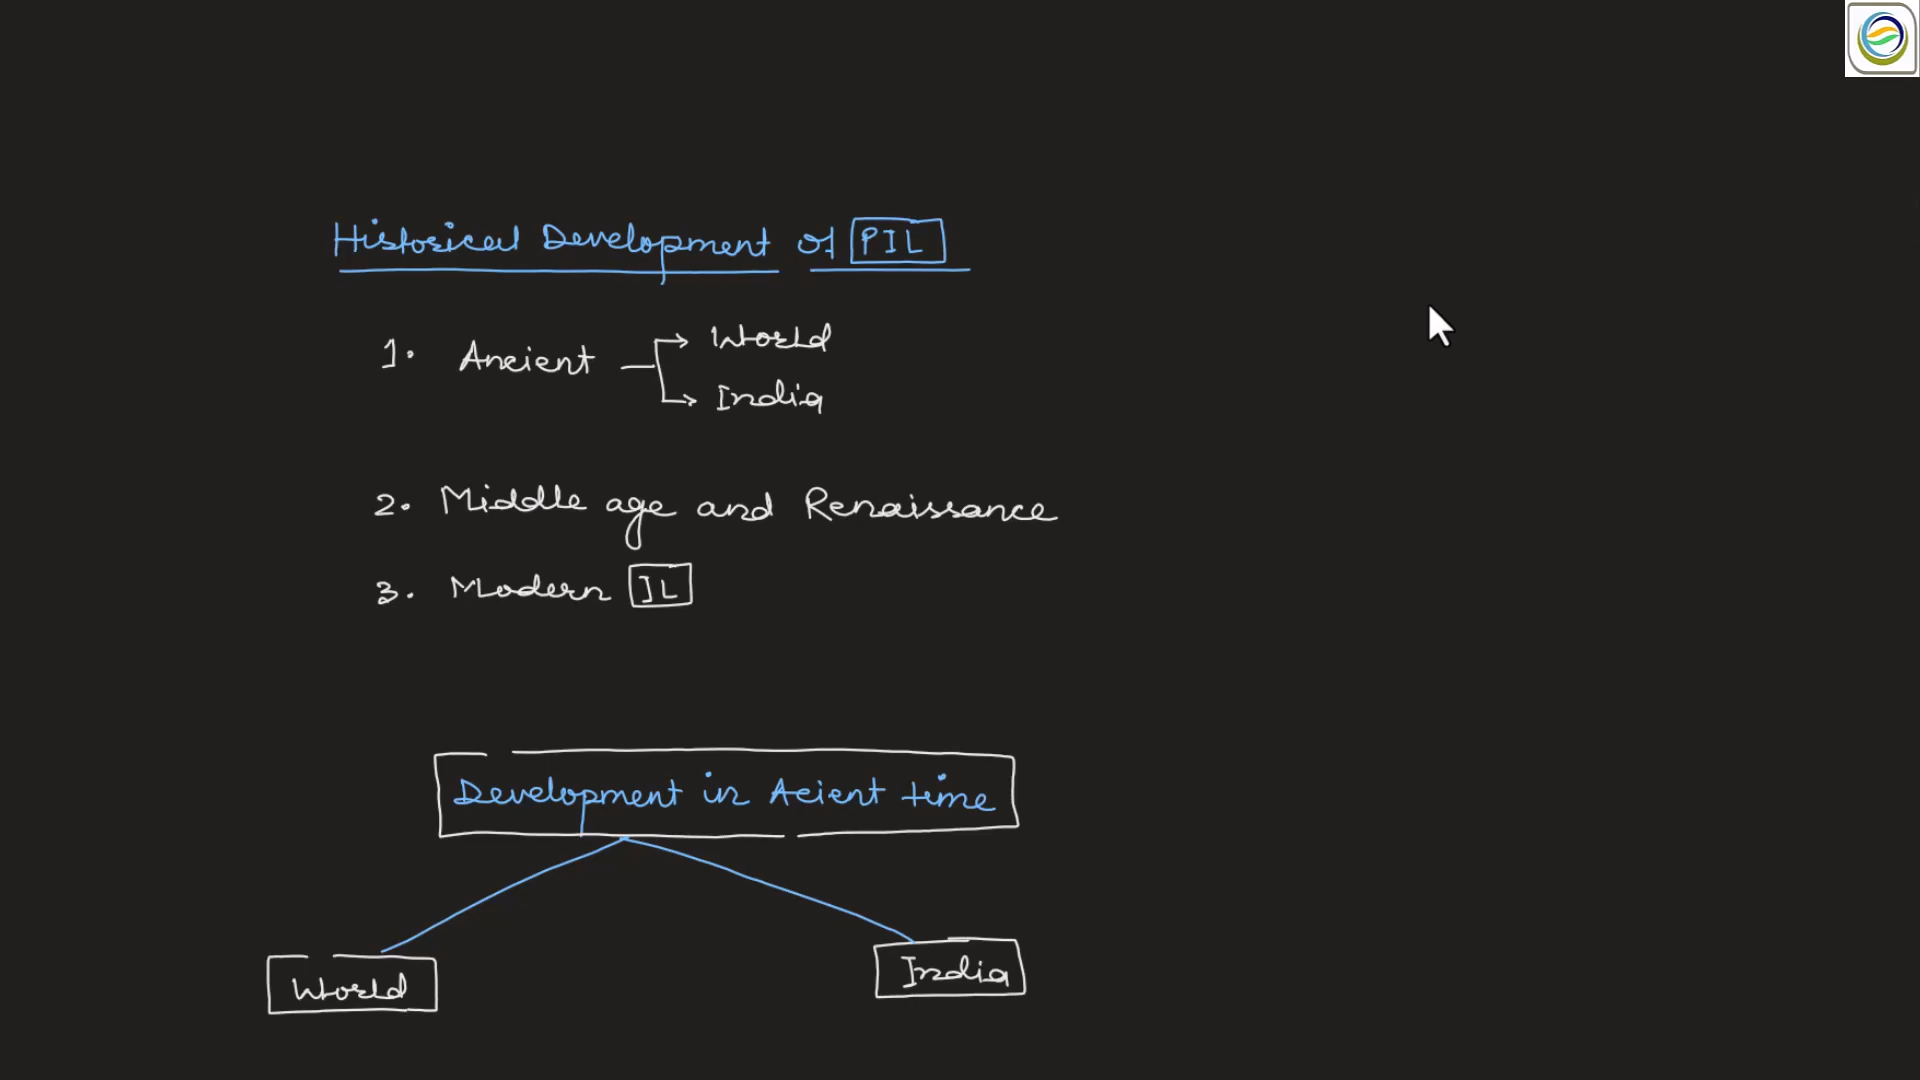 Historical Development of PIL
1. Ancient → World
→ India
2. Middle age and Renaissance
3. Modern IL
Development in Acient time
World
India